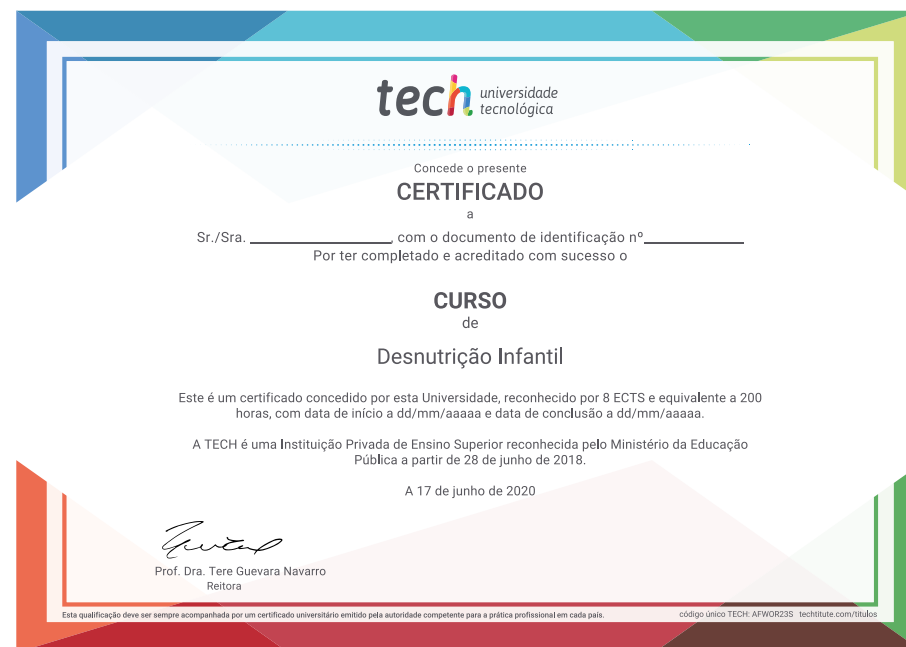 tech universidade
tecnológica
Concede o presente
CERTIFICADO
a
Sr./Sra. ____________________, com o documento de identificação nº______________
Por ter completado e acreditado com sucesso o
CURSO
de
Desnutrição Infantil
Este é um certificado concedido por esta Universidade, reconhecido por 8 ECTS e equivalente a 200
horas, com data de início a dd/mm/aaaaa e data de conclusão a dd/mm/aaaaa.
A TECH é uma Instituição Privada de Ensino Superior reconhecida pelo Ministério da Educação
Pública a partir de 28 de junho de 2018.
A 17 de junho de 2020
Prof. Dra. Tere Guevara Navarro
Reitora
Esta qualificação deve ser sempre acompanhada por um certificado universitário emitido pela autoridade competente para a prática profissional em cada país.
código único TECH: AFWOR23S techtitute.com/titulos